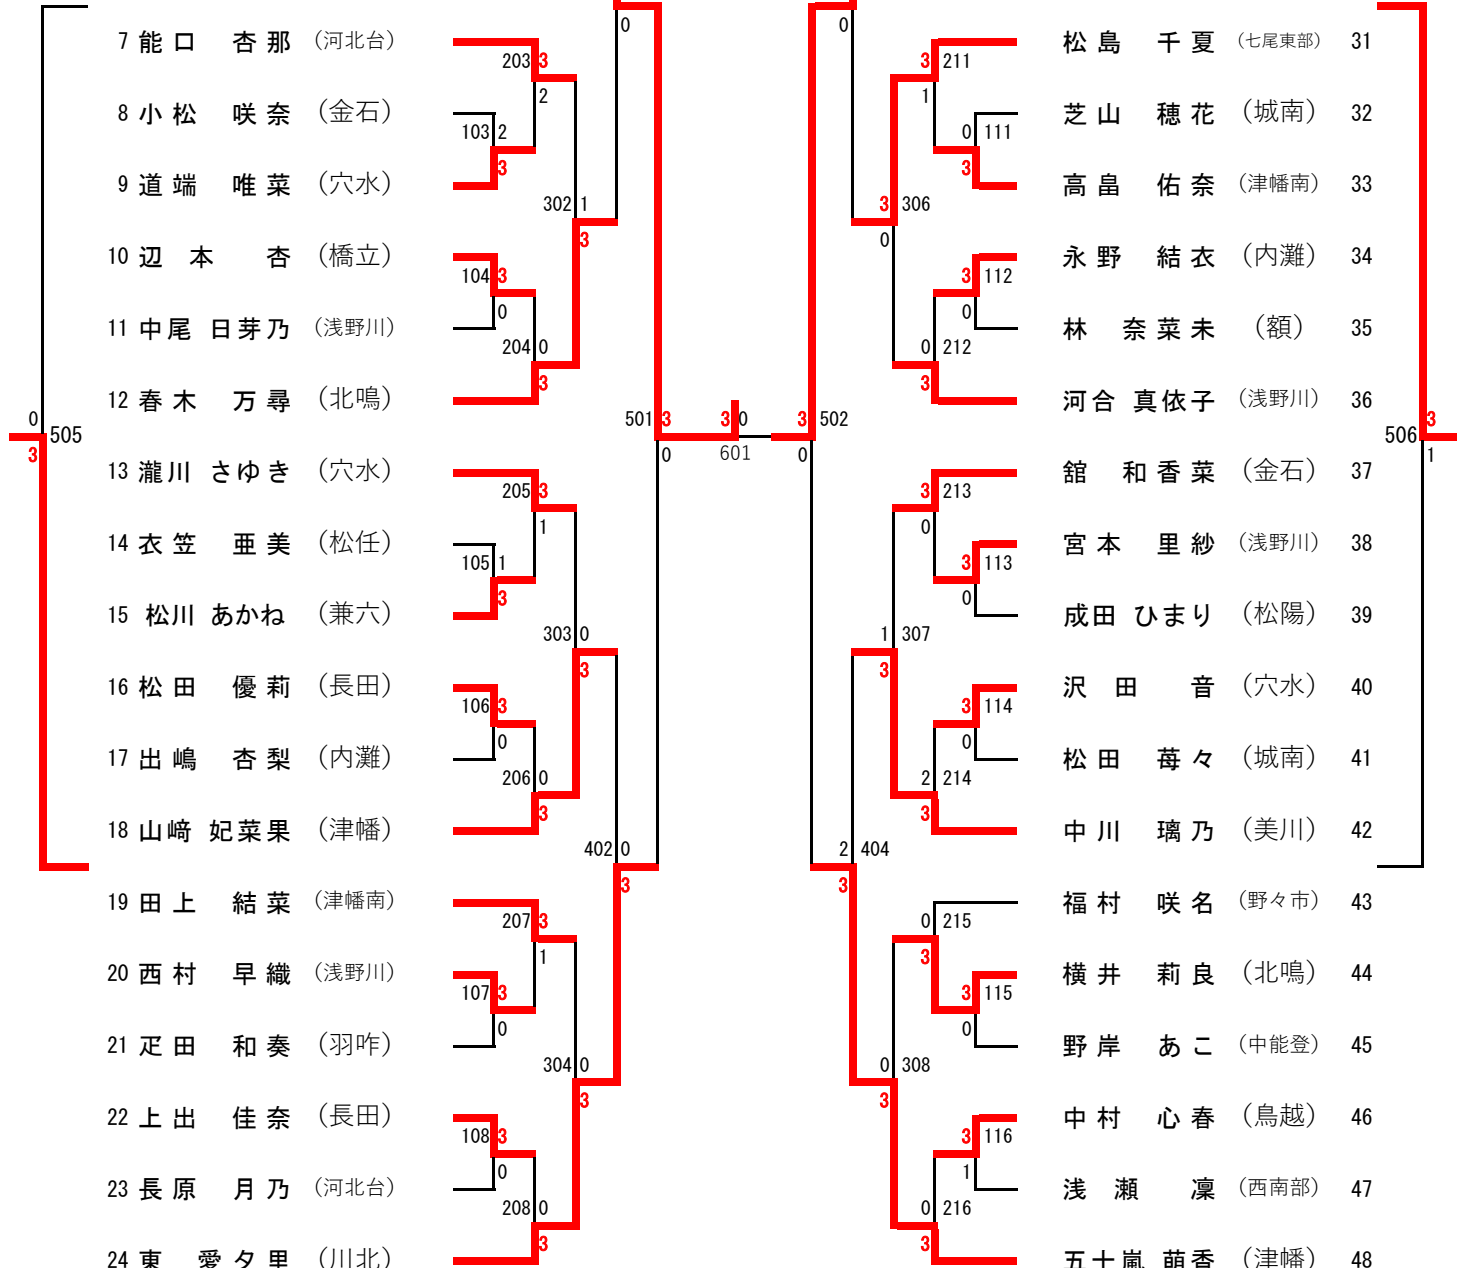 0 0
7 能口 杏那 (河北台) 203 3 3 211 松島 千夏 (七尾東部) 31
2 1
8 小松 咲奈 (金石) 103 2 0 111 芝山 穂花 (城南) 32
3 3
9 道端 唯菜 (穴水) 302 1 3 306 高畠 佑奈 (津幡南) 33
3 0
10 辺本 杏 (橋立) 104 3 3 112 永野 結衣 (内灘) 34
0 0
11 中尾 日芽乃 (浅野川) 204 0 0 212 林 奈菜未 (額) 35
3 3
12 春木 万尋 (北鳴) 河合 真依子 (浅野川) 36
0 505 501 3 3 0 3 502 3 506
3 0 601 0 1
13 瀧川 さゆき (穴水) 205 3 3 213 舘 和香菜 (金石) 37
1 0
14 衣笠 亜美 (松任) 105 1 3 113 宮本 里紗 (浅野川) 38
3 0
15 松川 あかね (兼六) 303 0 1 307 成田 ひまり (松陽) 39
3 3
16 松田 優莉 (長田) 106 3 3 114 沢田 音 (穴水) 40
0 0
17 出嶋 杏梨 (内灘) 206 0 2 214 松田 苺々 (城南) 41
3 3
18 山﨑 妃菜果 (津幡) 402 0 2 404 中川 璃乃 (美川) 42
3 3
19 田上 結菜 (津幡南) 207 3 0 215 福村 咲名 (野々市) 43
1 3
20 西村 早織 (浅野川) 107 3 3 115 横井 莉良 (北鳴) 44
0 0
21 疋田 和奏 (羽咋) 304 0 0 308 野岸 あこ (中能登) 45
3 3
22 上出 佳奈 (長田) 108 3 3 116 中村 心春 (鳥越) 46
0 1
23 長原 月乃 (河北台) 208 0 0 216 浅瀬 凜 (西南部) 47
3 3
24 東 愛夕里 (川北) 五十嵐 萌香 (津幡) 48